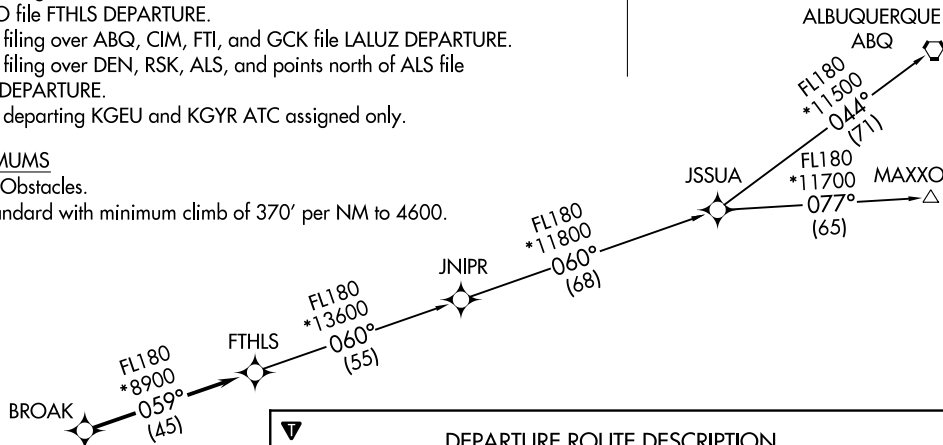 O file FTHLS DEPARTURE.
filing over ABQ, CIM, FTI, and GCK file LALUZ DEPARTURE.
filing over DEN, RSK, ALS, and points north of ALS file
DEPARTURE.
departing KGEU and KGYR ATC assigned only.
MUMS
Obstacles.
ndard with minimum climb of 370' per NM to 4600.
ALBUQUERQUE
ABQ
FL180
*11500
044°
(71)
FL180
*11700
077°
(65)
MAXXO
JSSUA
FL180
*11800
060°
(68)
JNIPR
FL180
*13600
060°
(55)
FTHLS
FL180
*8900
059°
(45)
BROAK
T
DEPARTURE ROUTE DESCRIPTION